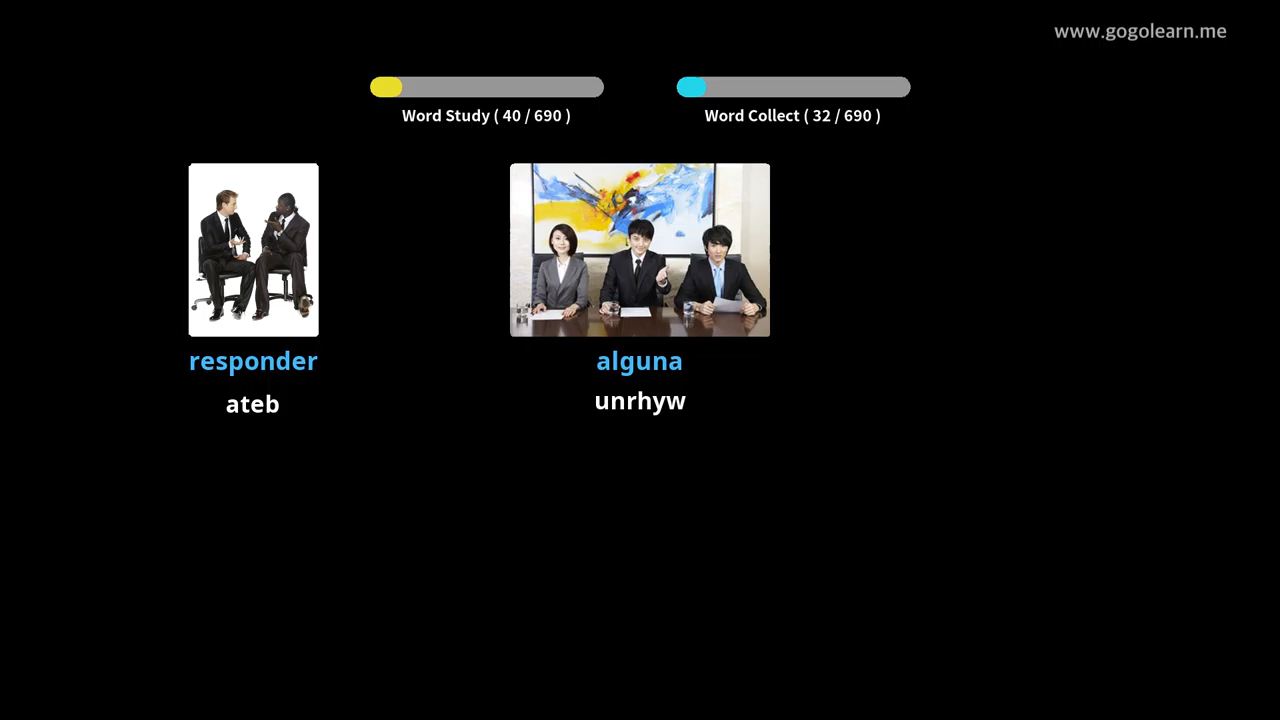 www.gogolearn.me
Word Study ( 40 / 690 )
Word Collect ( 32 / 690 )
responder
ateb
alguna
unrhyw